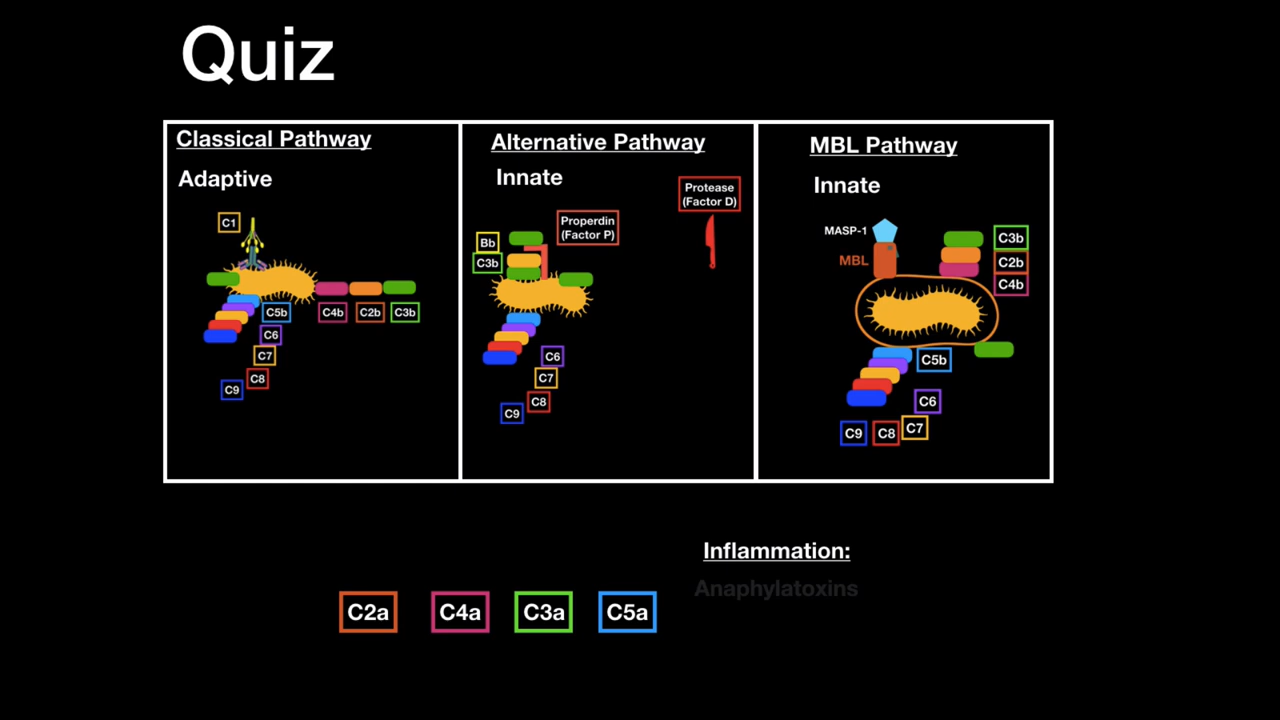 Quiz
Classical Pathway
Adaptive
C1
C5b
C4b
C2b
C3b
C6
C7
C8
C9
Alternative Pathway
Innate
Protease
(Factor D)
Properdin
(Factor P)
Bb
C3b
C6
C7
C8
C9
MBL Pathway
Innate
MASP-1
MBL
C3b
C2b
C4b
C5b
C6
C7
C8
C9
Inflammation:
Anaphylatoxins
C2a
C4a
C3a
C5a